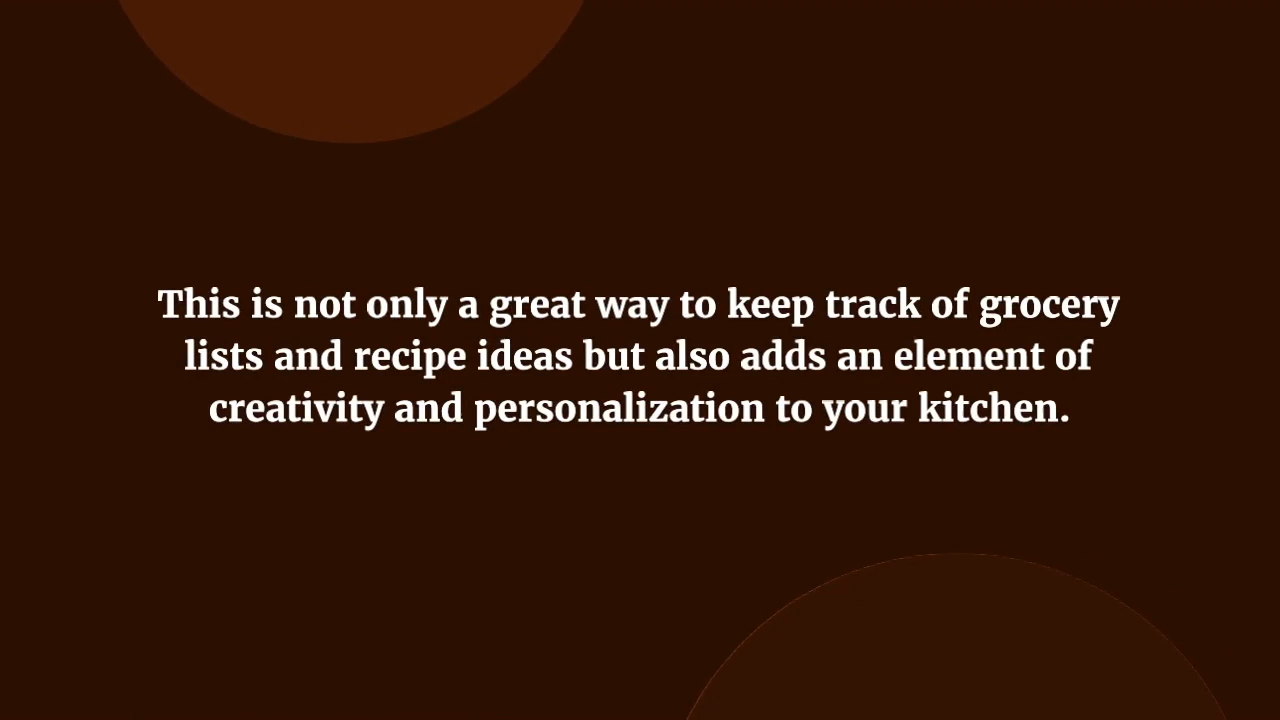 This is not only a great way to keep track of grocery
lists and recipe ideas but also adds an element of
creativity and personalization to your kitchen.